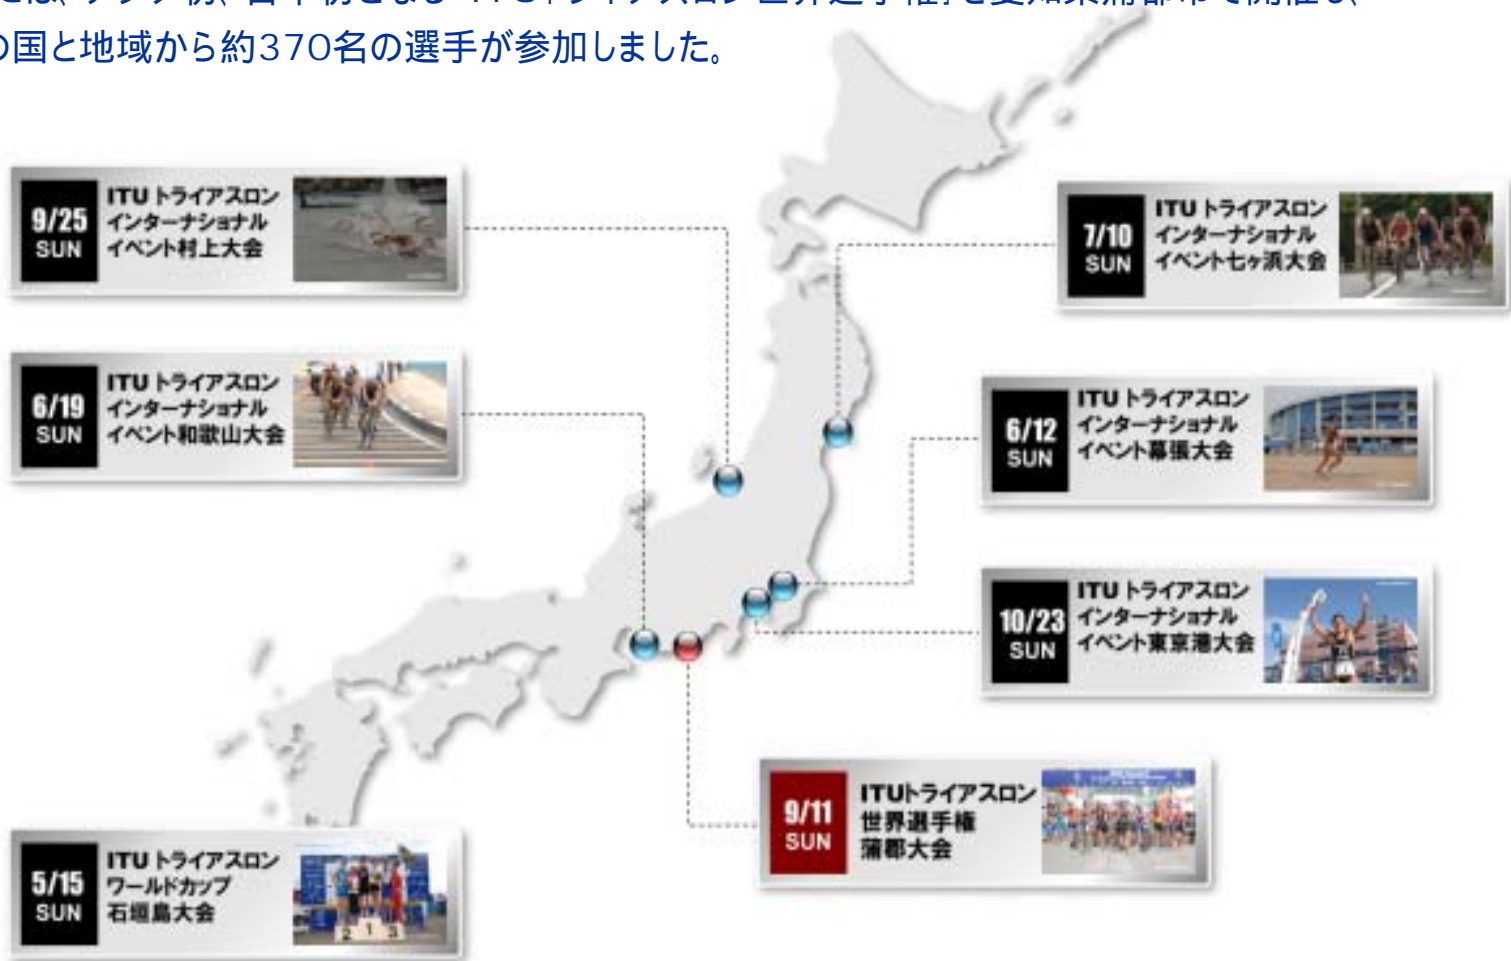 の国と地域から約370名の選手が参加しました。
9/25
SUN
ITU トライアスロン
インターナショナル
イベント村上大会
7/10
SUN
ITU トライアスロン
インターナショナル
イベント七ヶ浜大会
6/19
SUN
ITU トライアスロン
インターナショナル
イベント和歌山大会
6/12
SUN
ITU トライアスロン
インターナショナル
イベント幕張大会
10/23
SUN
ITU トライアスロン
インターナショナル
イベント東京港大会
9/11
SUN
ITUトライアスロン
世界選手権
蒲郡大会
5/15
SUN
ITU トライアスロン
ワールドカップ
石垣島大会
2 1 3